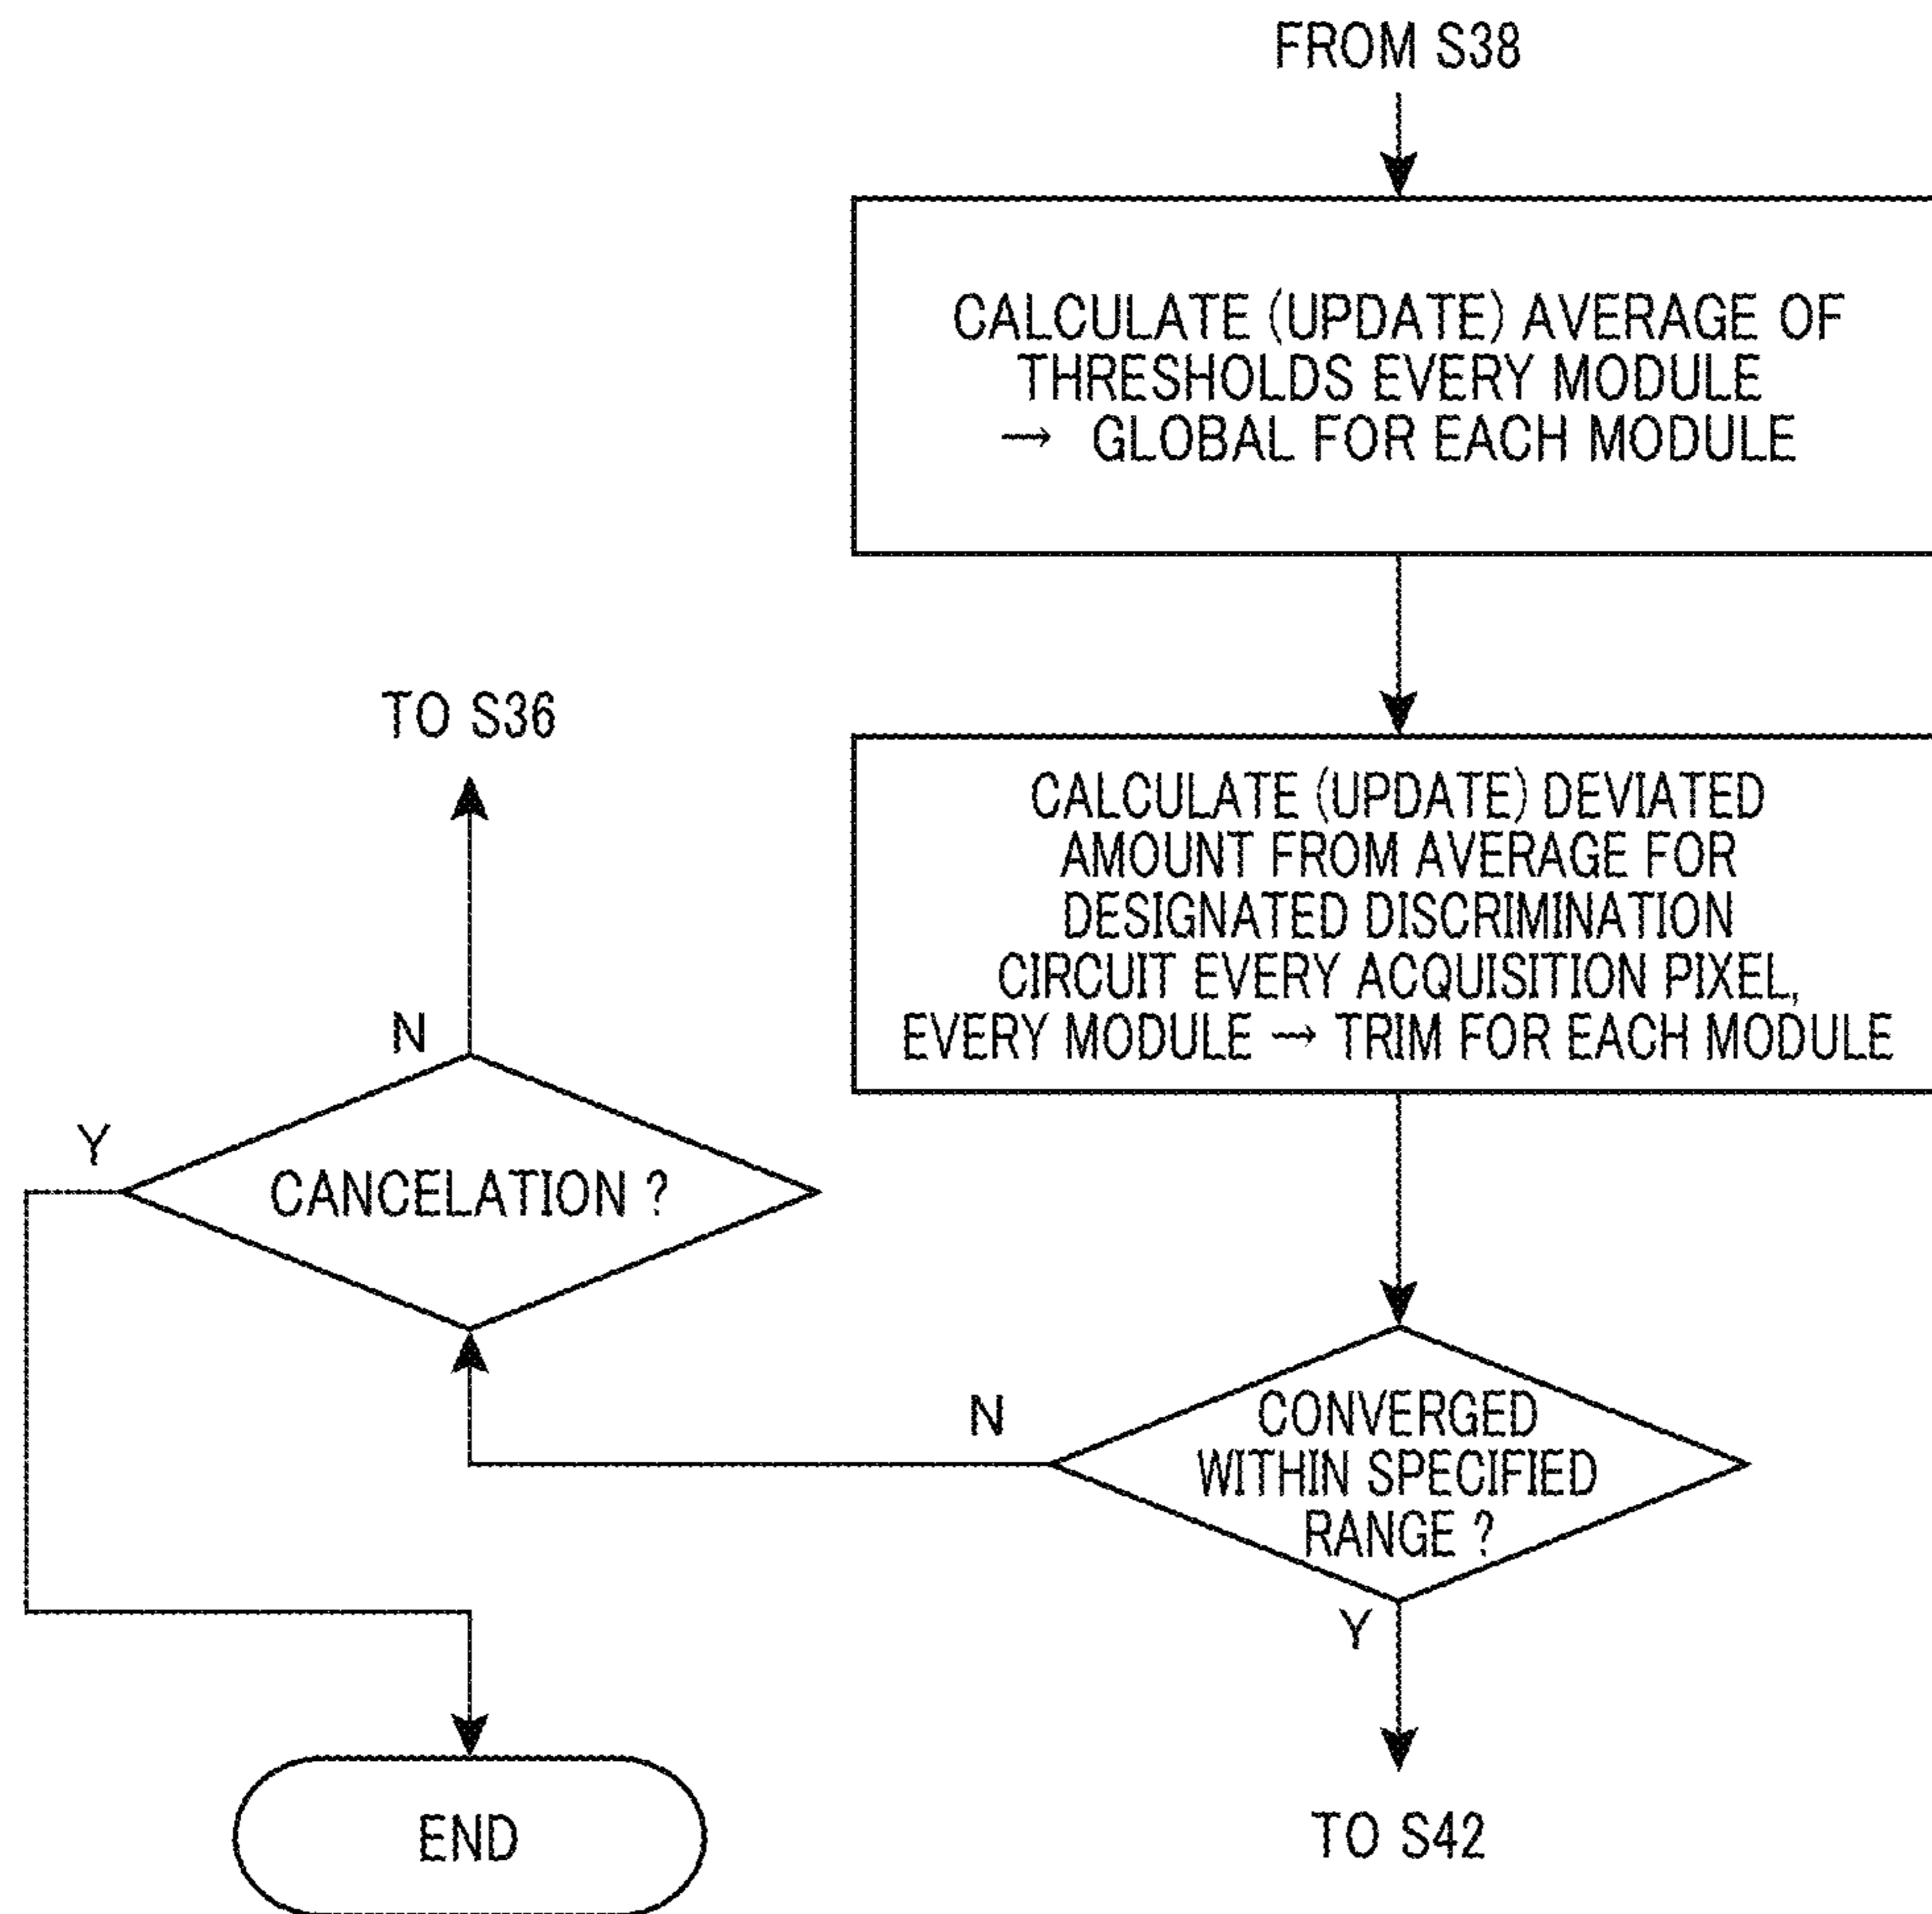 FROM S38
CALCULATE (UPDATE) AVERAGE OF
THRESHOLDS EVERY MODULE
→ GLOBAL FOR EACH MODULE
CALCULATE (UPDATE) DEVIATED
AMOUNT FROM AVERAGE FOR
DESIGNATED DISCRIMINATION
CIRCUIT EVERY ACQUISITION PIXEL,
EVERY MODULE → TRIM FOR EACH MODULE
TO S36
N
Y
CANCELATION ?
N
CONVERGED
WITHIN SPECIFIED
RANGE ?
Y
END
TO S42